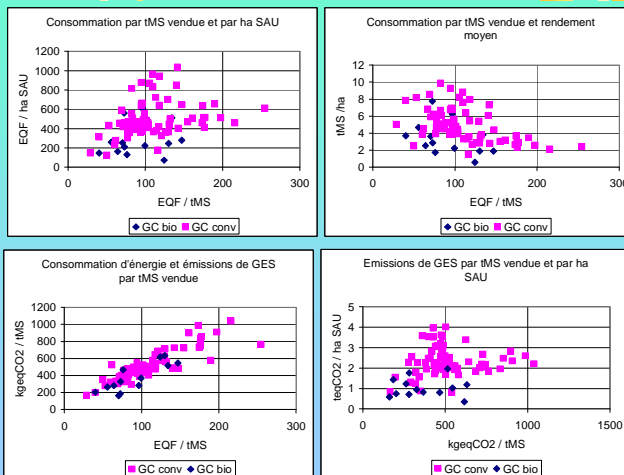 Consommation par tMS vendue et par ha SAU
EQF / ha SAU
1200
1000
800
600
400
200
0
0 100 200 300
EQF / tMS
GC bio GC conv
Consommation par tMS vendue et rendement
moyen
tMS /ha
12
10
8
6
4
2
0
0 100 200 300
EQF / tMS
GC bio GC conv
Consommation d'énergie et émissions de GES
par tMS vendue
kgeqCO2 / tMS
1200
1000
800
600
400
200
0
0 100 200 300
EQF / tMS
GC conv GC bio
Emissions de GES par tMS vendue et par ha
SAU
teqCO2 / ha SAU
5
4
3
2
1
0
0 500 1000 1500
kgeqCO2 / tMS
GC conv GC bio